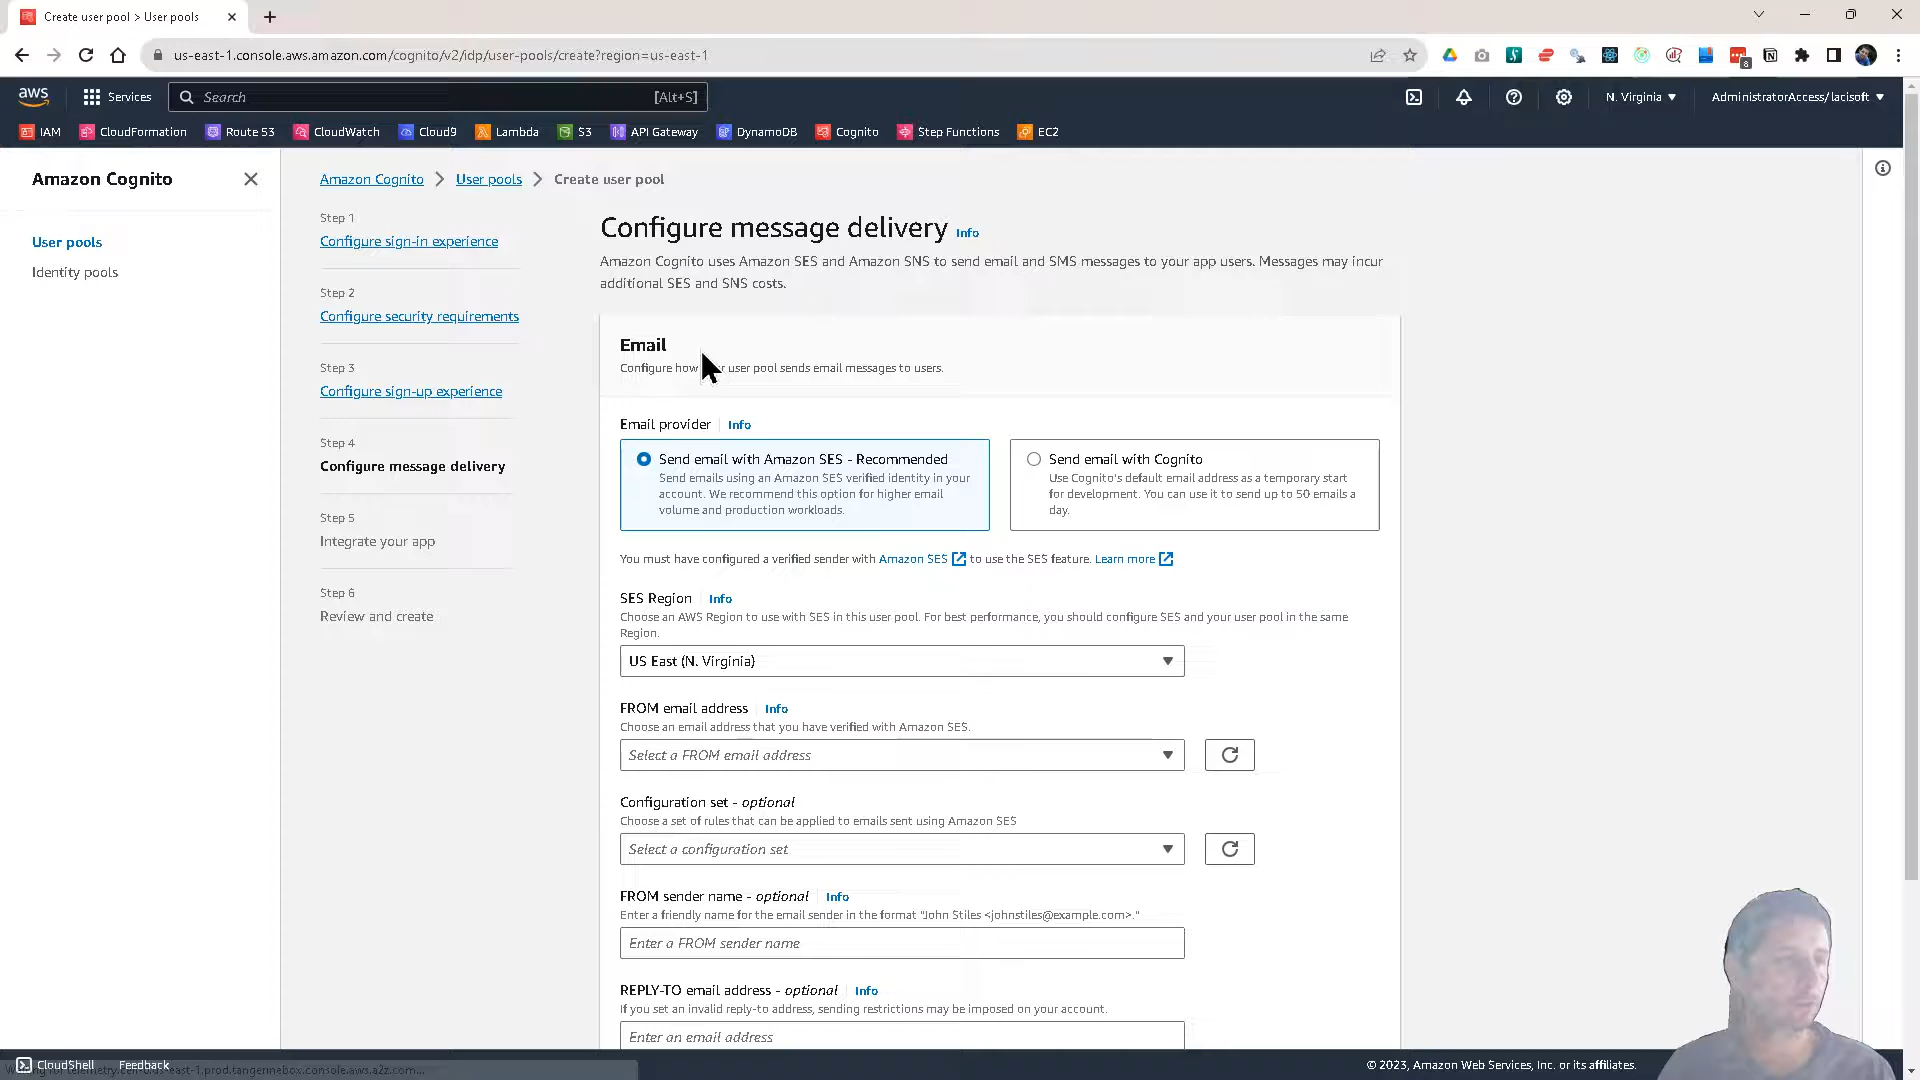 Create user pool > User pools
us-east-1.console.aws.amazon.com/cognito/v2/idp/user-pools/create?region=us-east-1
8
aws
Services
Search
[Alt+S]
N. Virginia
AdministratorAccess/lacisoft
IAM
CloudFormation
Route 53
CloudWatch
Cloud9
Lambda
S3
API Gateway
DynamoDB
Cognito
Step Functions
EC2
Amazon Cognito
User pools
Identity pools
Amazon Cognito
User pools
Create user pool
Step 1
Configure sign-in experience
Step 2
Configure security requirements
Step 3
Configure sign-up experience
Step 4
Configure message delivery
Step 5
Integrate your app
Step 6
Review and create
Configure message delivery Info
Amazon Cognito uses Amazon SES and Amazon SNS to send email and SMS messages to your app users. Messages may incur
additional SES and SNS costs.
Email
Configure how user pool sends email messages to users.
Email provider Info
Send email with Amazon SES - Recommended
Send emails using an Amazon SES verified identity in your
account. We recommend this option for higher email
volume and production workloads.
Send email with Cognito
Use Cognito's default email address as a temporary start
for development. You can use it to send up to 50 emails a
day.
You must have configured a verified sender with Amazon SES to use the SES feature. Learn more
SES Region Info
Choose an AWS Region to use with SES in this user pool. For best performance, you should configure SES and your user pool in the same
Region.
US East (N. Virginia)
FROM email address Info
Choose an email address that you have verified with Amazon SES.
Select a FROM email address
Configuration set - optional
Choose a set of rules that can be applied to emails sent using Amazon SES
Select a configuration set
FROM sender name - optional Info
Enter a friendly name for the email sender in the format "John Stiles <johnstiles@example.com>."
Enter a FROM sender name
REPLY-TO email address - optional Info
If you set an invalid reply-to address, sending restrictions may be imposed on your account.
Enter an email address
CloudShell
Feedback
© 2023, Amazon Web Services, Inc. or its affiliates.